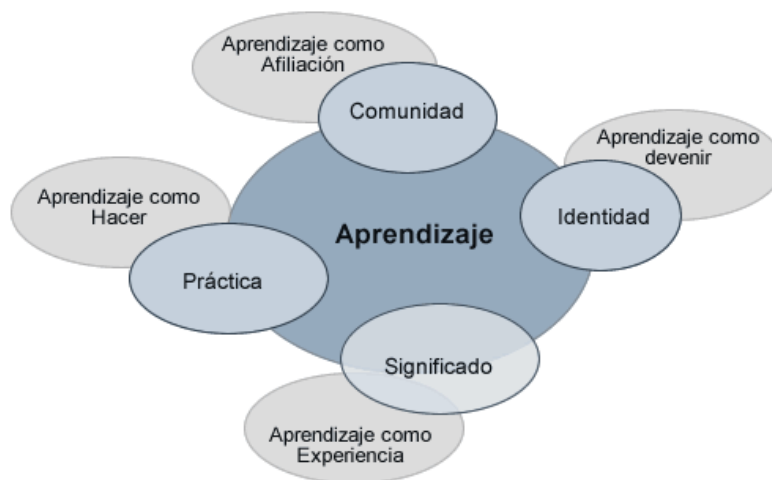 Aprendizaje como
Afiliación
Comunidad
Aprendizaje como
devenir
Identidad
Aprendizaje como
Hacer
Aprendizaje
Práctica
Significado
Aprendizaje como
Experiencia